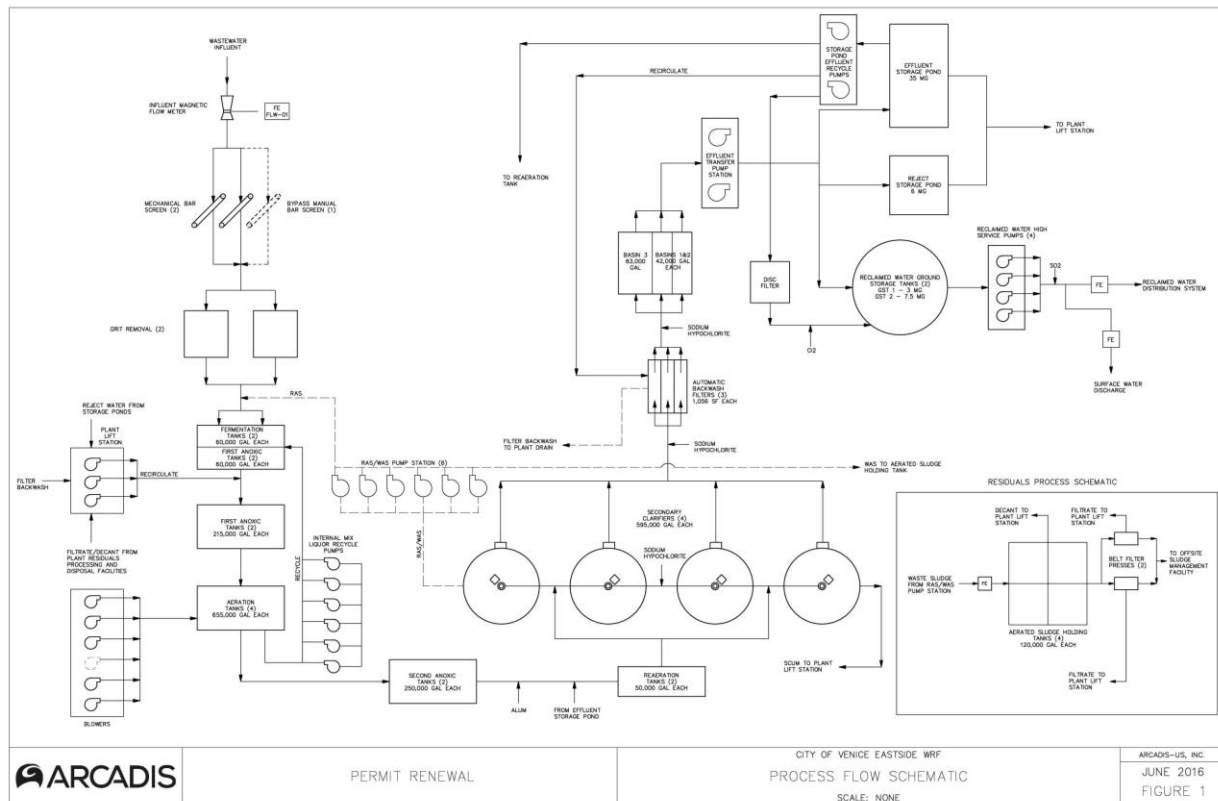 WASTEWATER
INFLUENT
INFLUENT MAGNETIC
FLOW METER
FE
FLW-01
MECHANICAL BAR
SCREEN (2)
BYPASS MANUAL
BAR SCREEN (1)
GRIT REMOVAL (2)
RAS
REJECT WATER FROM
STORAGE PONDS
PLANT
LIFT
STATION
FILTER
BACKWASH
RECIRCULATE
FILTRATE/DECANT FROM
PLANT RESIDUALS
PROCESSING AND
DISPOSAL FACILITIES
FERMENTATION
TANKS (2)
60,000 GAL EACH
FIRST ANOXIC
TANKS (2)
60,000 GAL EACH
FIRST ANOXIC
TANKS (2)
215,000 GAL EACH
AERATION
TANKS (4)
655,000 GAL EACH
BLOWERS
INTERNAL MIX
LIQUOR RECYCLE
PUMPS
RECYCLE
SECOND ANOXIC
TANKS (2)
250,000 GAL EACH
ALUM
FROM EFFLUENT
STORAGE POND
REAERATION
TANKS (2)
50,000 GAL EACH
RAS/WAS PUMP STATION (6)
RAS/WAS
WAS TO AERATED SLUDGE
HOLDING TANK
SECONDARY
CLARIFIERS (4)
595,000 GAL EACH
SODIUM
HYPOCHLORITE
SCUM TO PLANT
LIFT STATION
SODIUM
HYPOCHLORITE
FILTER BACKWASH
TO PLANT DRAIN
AUTOMATIC
BACKWASH
FILTERS (3)
1,056 SF EACH
SODIUM
HYPOCHLORITE
BASIN 3
83,000
GAL
BASINS 1&2
42,000 GAL
EACH
EFFLUENT
TRANSFER
PUMP
STATION
TO REAERATION
TANK
RECIRCULATE
STORAGE
POND
EFFLUENT
RECYCLE
PUMPS
EFFLUENT
STORAGE POND
35 MG
TO PLANT
LIFT STATION
REJECT
STORAGE POND
6 MG
DISC
FILTER
Cl2
RECLAIMED WATER GROUND
STORAGE TANKS (2)
GST 1 - 3 MG
GST 2 - 7.5 MG
RECLAIMED WATER HIGH
SERVICE PUMPS (4)
SO2
FE
RECLAIMED WATER
DISTRIBUTION SYSTEM
FE
SURFACE WATER
DISCHARGE
RESIDUALS PROCESS SCHEMATIC
DECANT TO
PLANT LIFT
STATION
FILTRATE TO
PLANT LIFT
STATION
WASTE SLUDGE
FROM RAS/WAS
PUMP STATION
FE
BELT FILTER
PRESSES (2)
TO OFFSITE
SLUDGE
MANAGEMENT
FACILITY
AERATED SLUDGE HOLDING
TANKS (4)
120,000 GAL EACH
FILTRATE TO
PLANT LIFT
STATION
ARCADIS
PERMIT RENEWAL
CITY OF VENICE EASTSIDE WRF
PROCESS FLOW SCHEMATIC
SCALE: NONE
ARCADIS-US, INC.
JUNE 2016
FIGURE 1